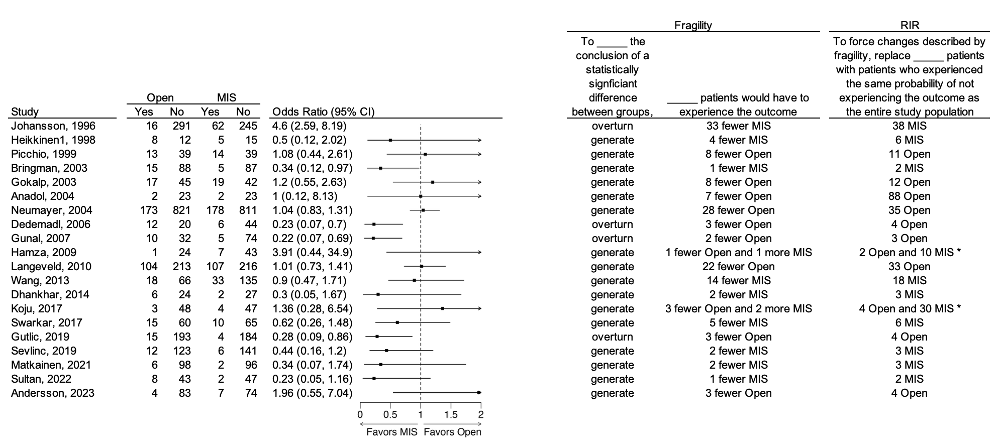 Fragility RIR
To _____ the To force changes described by
conclusion of a fragility, replace _____ patients
statistically with patients who experienced
signficiant the same probability of not
Open MIS difference _____ patients would have to experiencing the outcome as
Study Yes No Yes No Odds Ratio (95% CI) between groups, experience the outcome the entire study population
Johansson, 1996 16 291 62 245 4.6 (2.59, 8.19) overturn 33 fewer MIS 38 MIS
Heikkinen1, 1998 8 12 5 15 0.5 (0.12, 2.02) generate 4 fewer MIS 6 MIS
Picchio, 1999 13 39 14 39 1.08 (0.44, 2.61) generate 8 fewer Open 11 Open
Bringman, 2003 15 88 5 87 0.34 (0.12, 0.97) generate 1 fewer MIS 2 MIS
Gokalp, 2003 17 45 19 42 1.2 (0.55, 2.63) generate 8 fewer Open 12 Open
Anadol, 2004 2 23 2 23 1 (0.12, 8.13) generate 7 fewer Open 88 Open
Neumayer, 2004 173 821 178 811 1.04 (0.83, 1.31) generate 28 fewer Open 35 Open
Dedemadl, 2006 12 20 6 44 0.23 (0.07, 0.7) overturn 3 fewer Open 4 Open
Gunal, 2007 10 32 5 74 0.22 (0.07, 0.69) overturn 2 fewer Open 3 Open
Hamza, 2009 1 24 7 43 3.91 (0.44, 34.9) generate 1 fewer Open and 1 more MIS 2 Open and 10 MIS *
Langeveld, 2010 104 213 107 216 1.01 (0.73, 1.41) generate 22 fewer Open 33 Open
Wang, 2013 18 66 33 135 0.9 (0.47, 1.71) generate 14 fewer MIS 18 MIS
Dhankhar, 2014 6 24 2 27 0.3 (0.05, 1.67) generate 2 fewer MIS 3 MIS
Koju, 2017 3 48 4 47 1.36 (0.28, 6.54) generate 3 fewer Open and 2 more MIS 4 Open and 30 MIS *
Swarkar, 2017 15 60 10 65 0.62 (0.26, 1.48) generate 5 fewer MIS 6 MIS
Gutlic, 2019 15 193 4 184 0.28 (0.09, 0.86) overturn 3 fewer Open 4 Open
Sevlinc, 2019 12 123 6 141 0.44 (0.16, 1.2) generate 2 fewer MIS 3 MIS
Matkainen, 2021 6 98 2 96 0.34 (0.07, 1.74) generate 2 fewer MIS 3 MIS
Sultan, 2022 8 43 2 47 0.23 (0.05, 1.16) generate 1 fewer MIS 2 MIS
Andersson, 2023 4 83 7 74 1.96 (0.55, 7.04) generate 3 fewer Open 4 Open
0 0.5 1 1.5 2
Favors MIS Favors Open